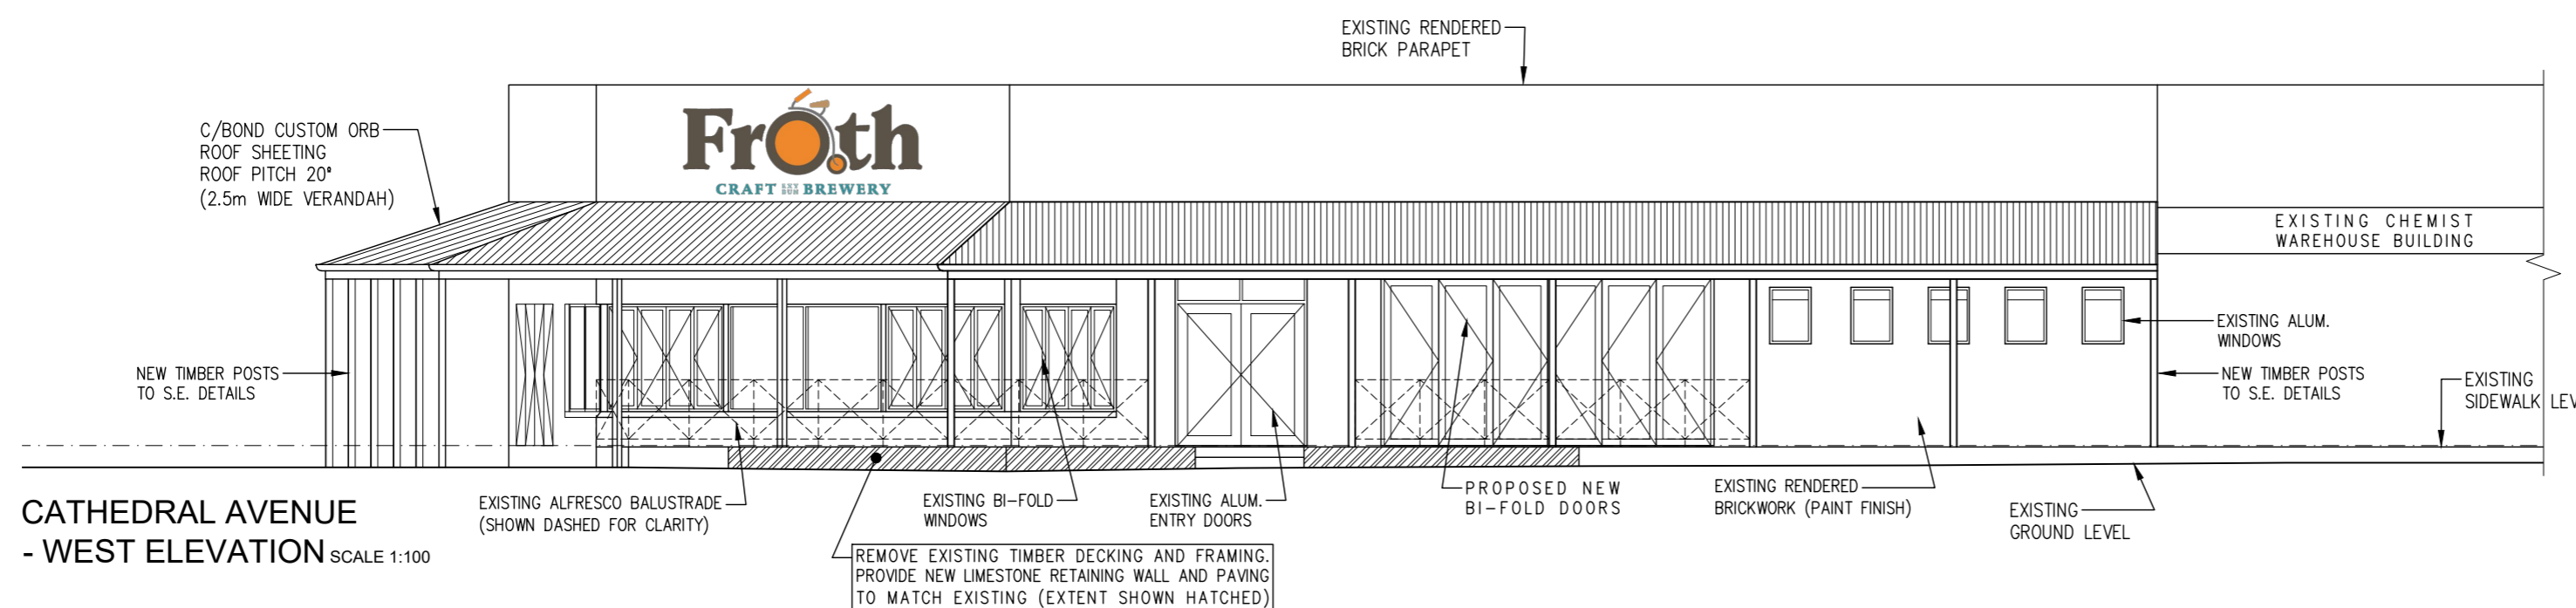 EXISTING RENDERED
BRICK PARAPET
C/BOND CUSTOM ORB
ROOF SHEETING
ROOF PITCH 20°
(2.5m WIDE VERANDAH)
Froth
CRAFT EXY BUM BREWERY
EXISTING CHEMIST
WAREHOUSE BUILDING
NEW TIMBER POSTS
TO S.E. DETAILS
EXISTING ALUM.
WINDOWS
NEW TIMBER POSTS
TO S.E. DETAILS
EXISTING
SIDEWALK LEV
EXISTING ALFRESCO BALUSTRADE
(SHOWN DASHED FOR CLARITY)
EXISTING BI-FOLD
WINDOWS
EXISTING ALUM.
ENTRY DOORS
PROPOSED NEW
BI-FOLD DOORS
EXISTING RENDERED
BRICKWORK (PAINT FINISH)
EXISTING
GROUND LEVEL
CATHEDRAL AVENUE
- WEST ELEVATION SCALE 1:100
REMOVE EXISTING TIMBER DECKING AND FRAMING.
PROVIDE NEW LIMESTONE RETAINING WALL AND PAVING
TO MATCH EXISTING (EXTENT SHOWN HATCHED)